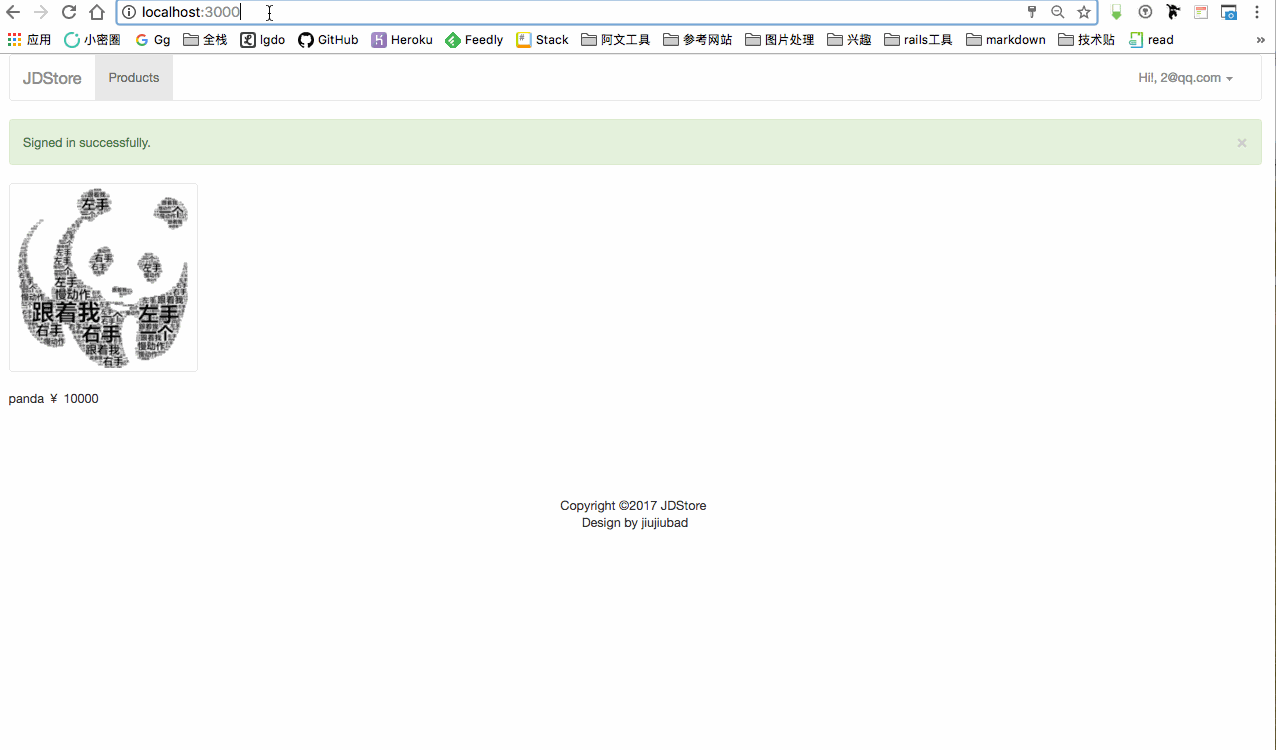 localhost:3000
应用 小密圈 Gg 全栈 lgdo GitHub Heroku Feedly Stack 阿文工具 参考网站 图片处理 兴趣 rails工具 markdown 技术贴 read »
JDStore Products Hi!, 2@qq.com
Signed in successfully. ×
左手
一个
右手
左手
左手
慢动作
跟着我 一个 左手
右手 右手 一个
跟着我
右手
panda ¥ 10000
Copyright ©2017 JDStore
Design by jiujiubad